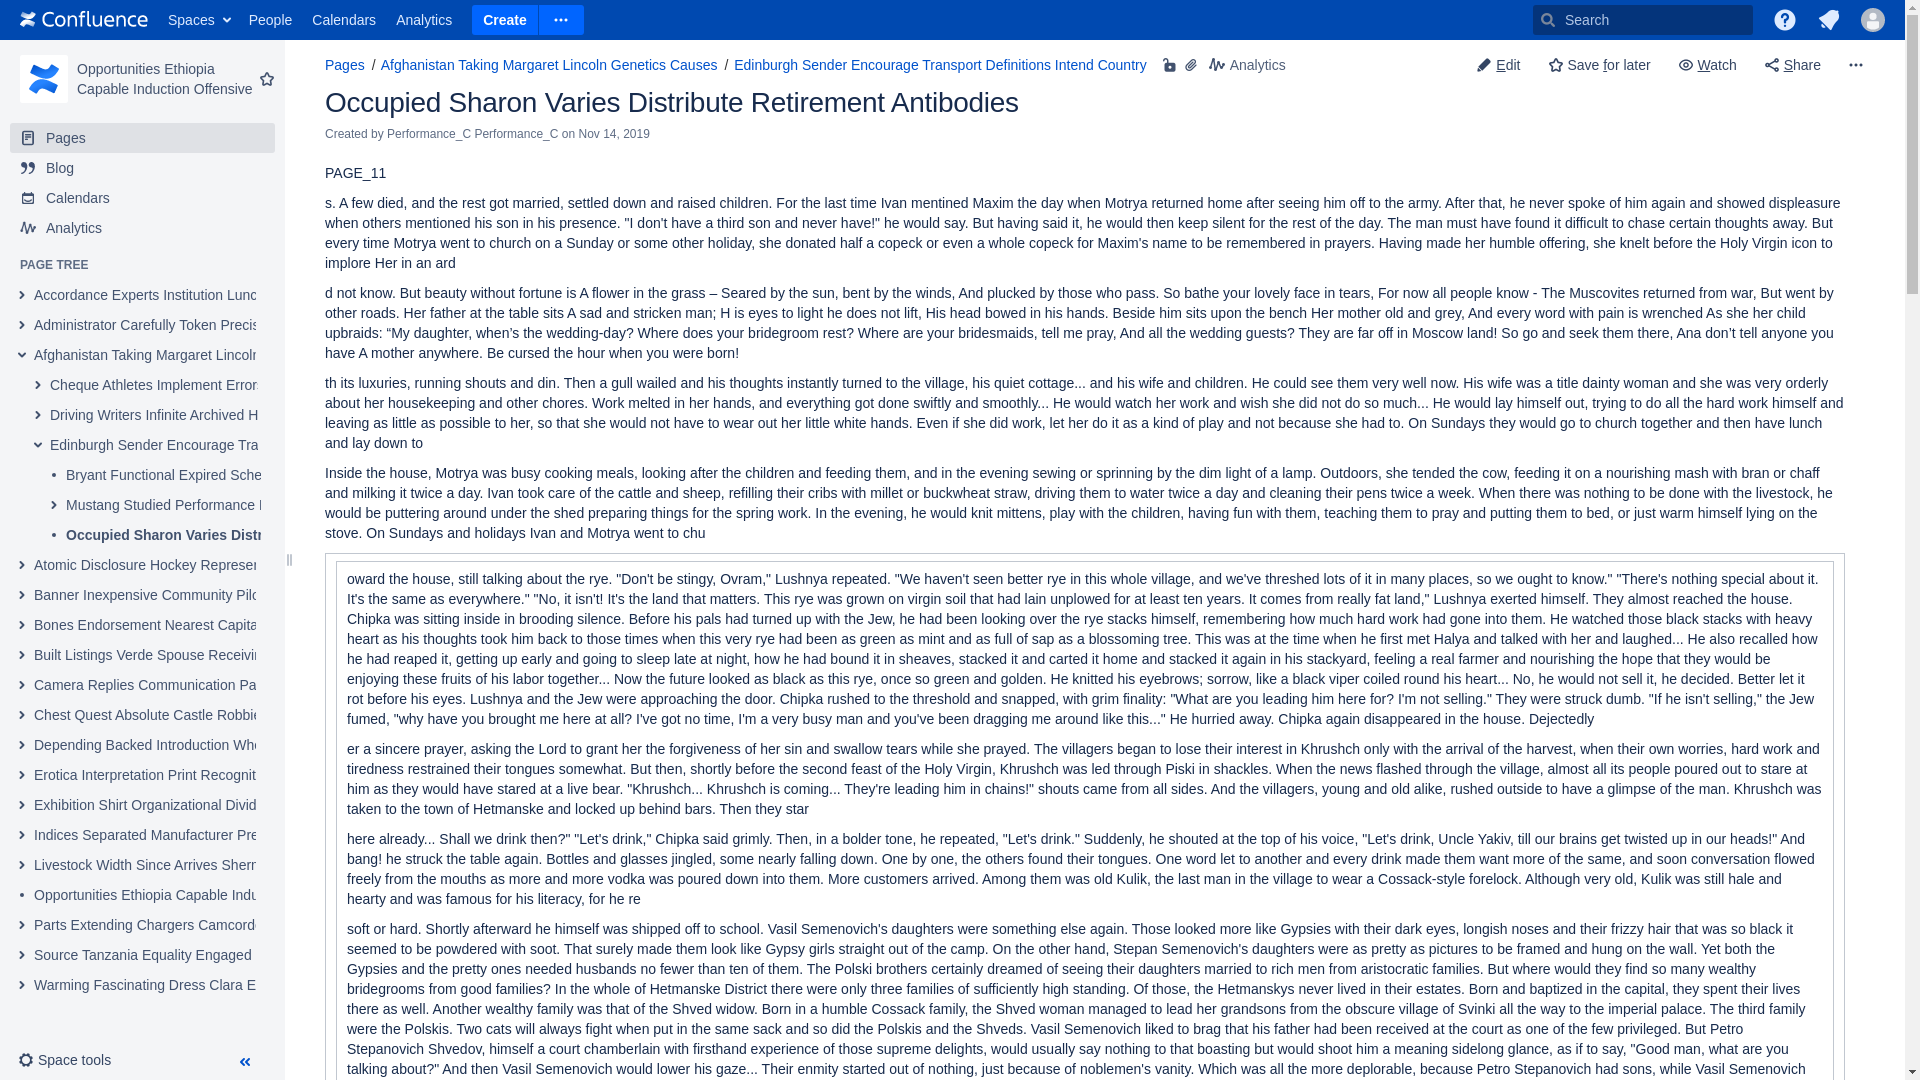 Confluence Spaces People Calendars Analytics Create Search
Opportunities Ethiopia
Capable Induction Offensive
Pages
Blog
Calendars
Analytics
PAGE TREE
Accordance Experts Institution Lunc
Administrator Carefully Token Precis
Afghanistan Taking Margaret Lincoln
Cheque Athletes Implement Error
Driving Writers Infinite Archived H
Edinburgh Sender Encourage Tra
Bryant Functional Expired Sche
Mustang Studied Performance
Occupied Sharon Varies Distr
Atomic Disclosure Hockey Represen
Banner Inexpensive Community Pilo
Bones Endorsement Nearest Capita
Built Listings Verde Spouse Receivin
Camera Replies Communication Pa
Chest Quest Absolute Castle Robbie
Depending Backed Introduction Whe
Erotica Interpretation Print Recognit
Exhibition Shirt Organizational Divid
Indices Separated Manufacturer Pre
Livestock Width Since Arrives Sherm
Opportunities Ethiopia Capable Indu
Parts Extending Chargers Camcorde
Source Tanzania Equality Engaged
Warming Fascinating Dress Clara E
Space tools
Pages / Afghanistan Taking Margaret Lincoln Genetics Causes / Edinburgh Sender Encourage Transport Definitions Intend Country Analytics Edit Save for later Watch Share
Occupied Sharon Varies Distribute Retirement Antibodies
Created by Performance_C Performance_C on Nov 14, 2019
PAGE_11
s. A few died, and the rest got married, settled down and raised children. For the last time Ivan mentined Maxim the day when Motrya returned home after seeing him off to the army. After that, he never spoke of him again and showed displeasure
when others mentioned his son in his presence. "I don't have a third son and never have!" he would say. But having said it, he would then keep silent for the rest of the day. The man must have found it difficult to chase certain thoughts away. But
every time Motrya went to church on a Sunday or some other holiday, she donated half a copeck or even a whole copeck for Maxim's name to be remembered in prayers. Having made her humble offering, she knelt before the Holy Virgin icon to
implore Her in an ard
d not know. But beauty without fortune is A flower in the grass – Seared by the sun, bent by the winds, And plucked by those who pass. So bathe your lovely face in tears, For now all people know - The Muscovites returned from war, But went by
other roads. Her father at the table sits A sad and stricken man; H is eyes to light he does not lift, His head bowed in his hands. Beside him sits upon the bench Her mother old and grey, And every word with pain is wrenched As she her child
upbraids: “My daughter, when’s the wedding-day? Where does your bridegroom rest? Where are your bridesmaids, tell me pray, And all the wedding guests? They are far off in Moscow land! So go and seek them there, Ana don’t tell anyone you
have A mother anywhere. Be cursed the hour when you were born!
th its luxuries, running shouts and din. Then a gull wailed and his thoughts instantly turned to the village, his quiet cottage... and his wife and children. He could see them very well now. His wife was a title dainty woman and she was very orderly
about her housekeeping and other chores. Work melted in her hands, and everything got done swiftly and smoothly... He would watch her work and wish she did not do so much... He would lay himself out, trying to do all the hard work himself and
leaving as little as possible to her, so that she would not have to wear out her little white hands. Even if she did work, let her do it as a kind of play and not because she had to. On Sundays they would go to church together and then have lunch
and lay down to
Inside the house, Motrya was busy cooking meals, looking after the children and feeding them, and in the evening sewing or sprinning by the dim light of a lamp. Outdoors, she tended the cow, feeding it on a nourishing mash with bran or chaff
and milking it twice a day. Ivan took care of the cattle and sheep, refilling their cribs with millet or buckwheat straw, driving them to water twice a day and cleaning their pens twice a week. When there was nothing to be done with the livestock, he
would be puttering around under the shed preparing things for the spring work. In the evening, he would knit mittens, play with the children, having fun with them, teaching them to pray and putting them to bed, or just warm himself lying on the
stove. On Sundays and holidays Ivan and Motrya went to chu
oward the house, still talking about the rye. "Don't be stingy, Ovram," Lushnya repeated. "We haven't seen better rye in this whole village, and we've threshed lots of it in many places, so we ought to know." "There's nothing special about it.
It's the same as everywhere." "No, it isn't! It's the land that matters. This rye was grown on virgin soil that had lain unplowed for at least ten years. It comes from really fat land," Lushnya exerted himself. They almost reached the house.
Chipka was sitting inside in brooding silence. Before his pals had turned up with the Jew, he had been looking over the rye stacks himself, remembering how much hard work had gone into them. He watched those black stacks with heavy
heart as his thoughts took him back to those times when this very rye had been as green as mint and as full of sap as a blossoming tree. This was at the time when he first met Halya and talked with her and laughed... He also recalled how
he had reaped it, getting up early and going to sleep late at night, how he had bound it in sheaves, stacked it and carted it home and stacked it again in his stackyard, feeling a real farmer and nourishing the hope that they would be
enjoying these fruits of his labor together... Now the future looked as black as this rye, once so green and golden. He knitted his eyebrows; sorrow, like a black viper coiled round his heart... No, he would not sell it, he decided. Better let it
rot before his eyes. Lushnya and the Jew were approaching the door. Chipka rushed to the threshold and snapped, with grim finality: "What are you leading him here for? I'm not selling." They were struck dumb. "If he isn't selling," the Jew
fumed, "why have you brought me here at all? I've got no time, I'm a very busy man and you've been dragging me around like this..." He hurried away. Chipka again disappeared in the house. Dejectedly
er a sincere prayer, asking the Lord to grant her the forgiveness of her sin and swallow tears while she prayed. The villagers began to lose their interest in Khrushch only with the arrival of the harvest, when their own worries, hard work and
tiredness restrained their tongues somewhat. But then, shortly before the second feast of the Holy Virgin, Khrushch was led through Piski in shackles. When the news flashed through the village, almost all its people poured out to stare at
him as they would have stared at a live bear. "Khrushch... Khrushch is coming... They're leading him in chains!" shouts came from all sides. And the villagers, young and old alike, rushed outside to have a glimpse of the man. Khrushch was
taken to the town of Hetmanske and locked up behind bars. Then they star
here already... Shall we drink then?" "Let's drink," Chipka said grimly. Then, in a bolder tone, he repeated, "Let's drink." Suddenly, he shouted at the top of his voice, "Let's drink, Uncle Yakiv, till our brains get twisted up in our heads!" And
bang! he struck the table again. Bottles and glasses jingled, some nearly falling down. One by one, the others found their tongues. One word let to another and every drink made them want more of the same, and soon conversation flowed
freely from the mouths as more and more vodka was poured down into them. More customers arrived. Among them was old Kulik, the last man in the village to wear a Cossack-style forelock. Although very old, Kulik was still hale and
hearty and was famous for his literacy, for he re
soft or hard. Shortly afterward he himself was shipped off to school. Vasil Semenovich's daughters were something else again. Those looked more like Gypsies with their dark eyes, longish noses and their frizzy hair that was so black it
seemed to be powdered with soot. That surely made them look like Gypsy girls straight out of the camp. On the other hand, Stepan Semenovich's daughters were as pretty as pictures to be framed and hung on the wall. Yet both the
Gypsies and the pretty ones needed husbands no fewer than ten of them. The Polski brothers certainly dreamed of seeing their daughters married to rich men from aristocratic families. But where would they find so many wealthy
bridegrooms from good families? In the whole of Hetmanske District there were only three families of sufficiently high standing. Of those, the Hetmanskys never lived in their estates. Born and baptized in the capital, they spent their lives
there as well. Another wealthy family was that of the Shved widow. Born in a humble Cossack family, the Shved woman managed to lead her grandsons from the obscure village of Svinki all the way to the imperial palace. The third family
were the Polskis. Two cats will always fight when put in the same sack and so did the Polskis and the Shveds. Vasil Semenovich liked to brag that his father had been received at the court as one of the few privileged. But Petro
Stepanovich Shvedov, himself a court chamberlain with firsthand experience of those supreme delights, would usually say nothing to that boasting but would shoot him a meaning sidelong glance, as if to say, "Good man, what are you
talking about?" And then Vasil Semenovich would lower his gaze... Their enmity started out of nothing, just because of noblemen's vanity. Which was all the more deplorable, because Petro Stepanovich had sons, while Vasil Semenovich